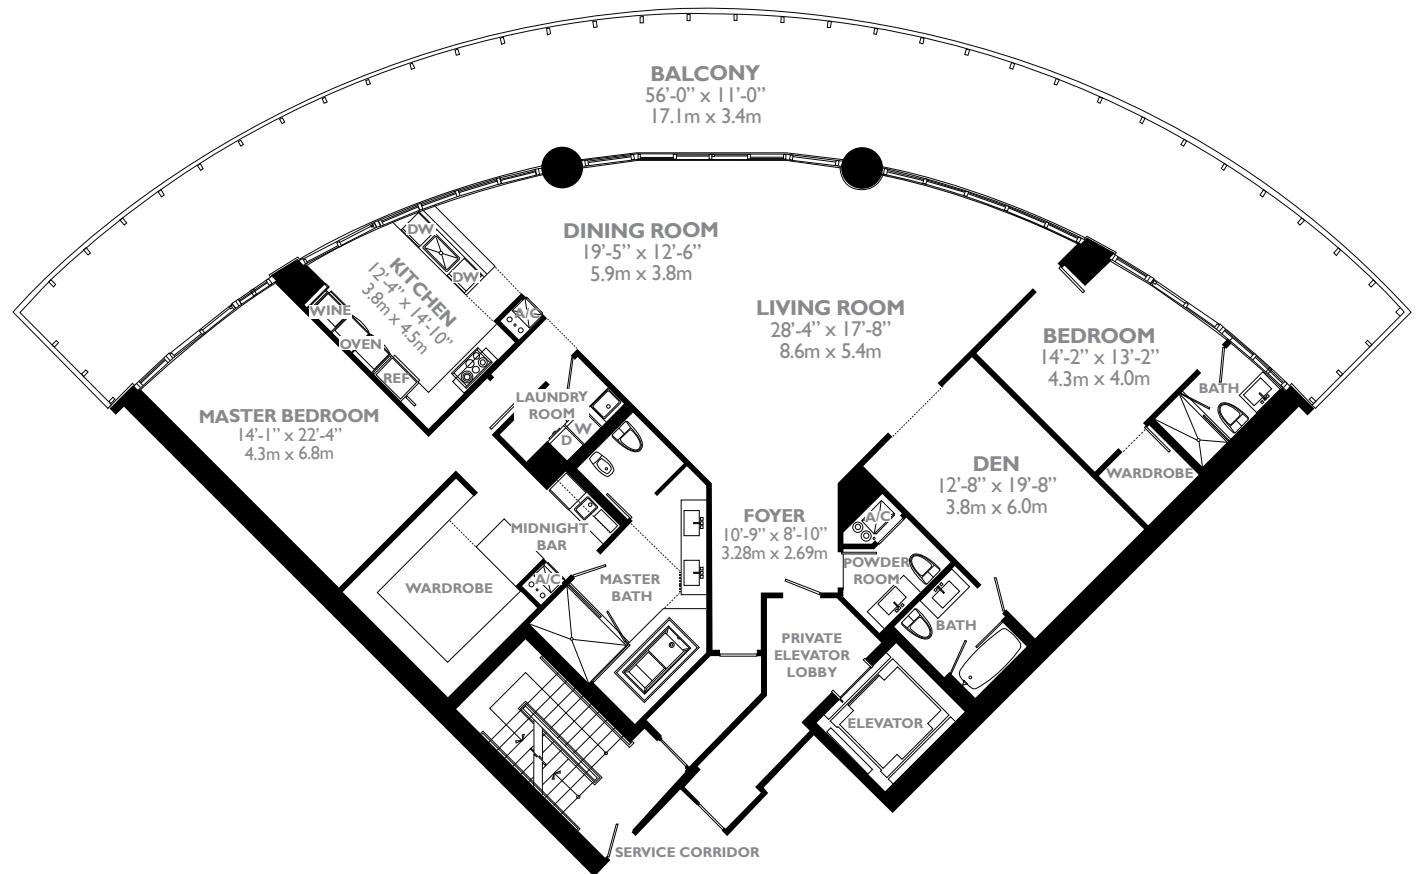 BALCONY
56’-0” x 11’-0”
17.1m x 3.4m
DINING ROOM
19’-5” x 12’-6”
5.9m x 3.8m
LIVING ROOM
28’-4” x 17’-8”
8.6m x 5.4m
DW
DW
KITCHEN
12’-4” x 14’-10”
3.8m x 4.5m
A/C
WINE
OVEN
REF
BEDROOM
14’-2” x 13’-2”
4.3m x 4.0m
BATH
WARDROBE
MASTER BEDROOM
14’-1” x 22’-4”
4.3m x 6.8m
LAUNDRY
ROOM
W
D
DEN
12’-8” x 19’-8”
3.8m x 6.0m
FOYER
10’-9” x 8’-10”
3.28m x 2.69m
A/C
POWDER
ROOM
MIDNIGHT
BAR
A/C
WARDROBE
MASTER
BATH
BATH
PRIVATE
ELEVATOR
LOBBY
ELEVATOR
SERVICE CORRIDOR